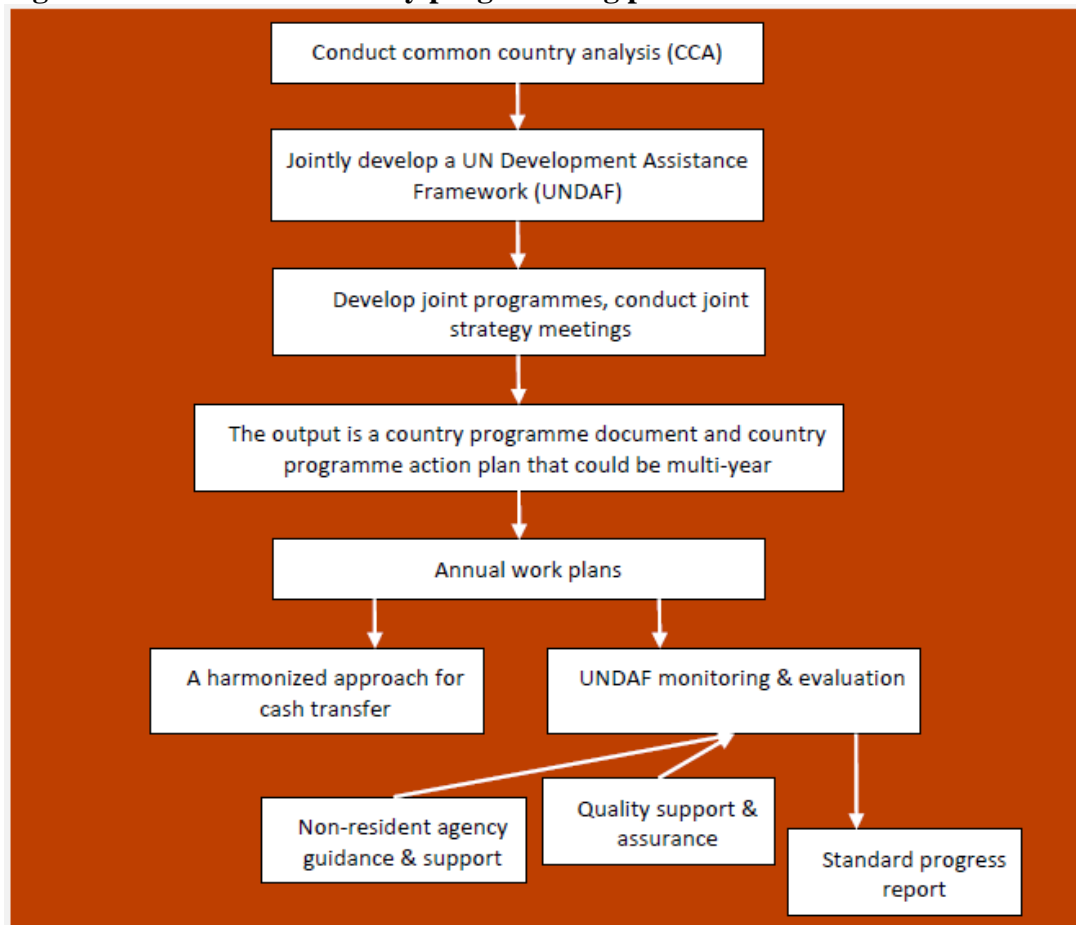 y prog
g p
Conduct common country analysis (CCA)
Jointly develop a UN Development Assistance
Framework (UNDAF)
Develop joint programmes, conduct joint
strategy meetings
The output is a country programme document and country
programme action plan that could be multi-year
Annual work plans
A harmonized approach for
cash transfer
UNDAF monitoring & evaluation
Non-resident agency
guidance & support
Quality support &
assurance
Standard progress
report